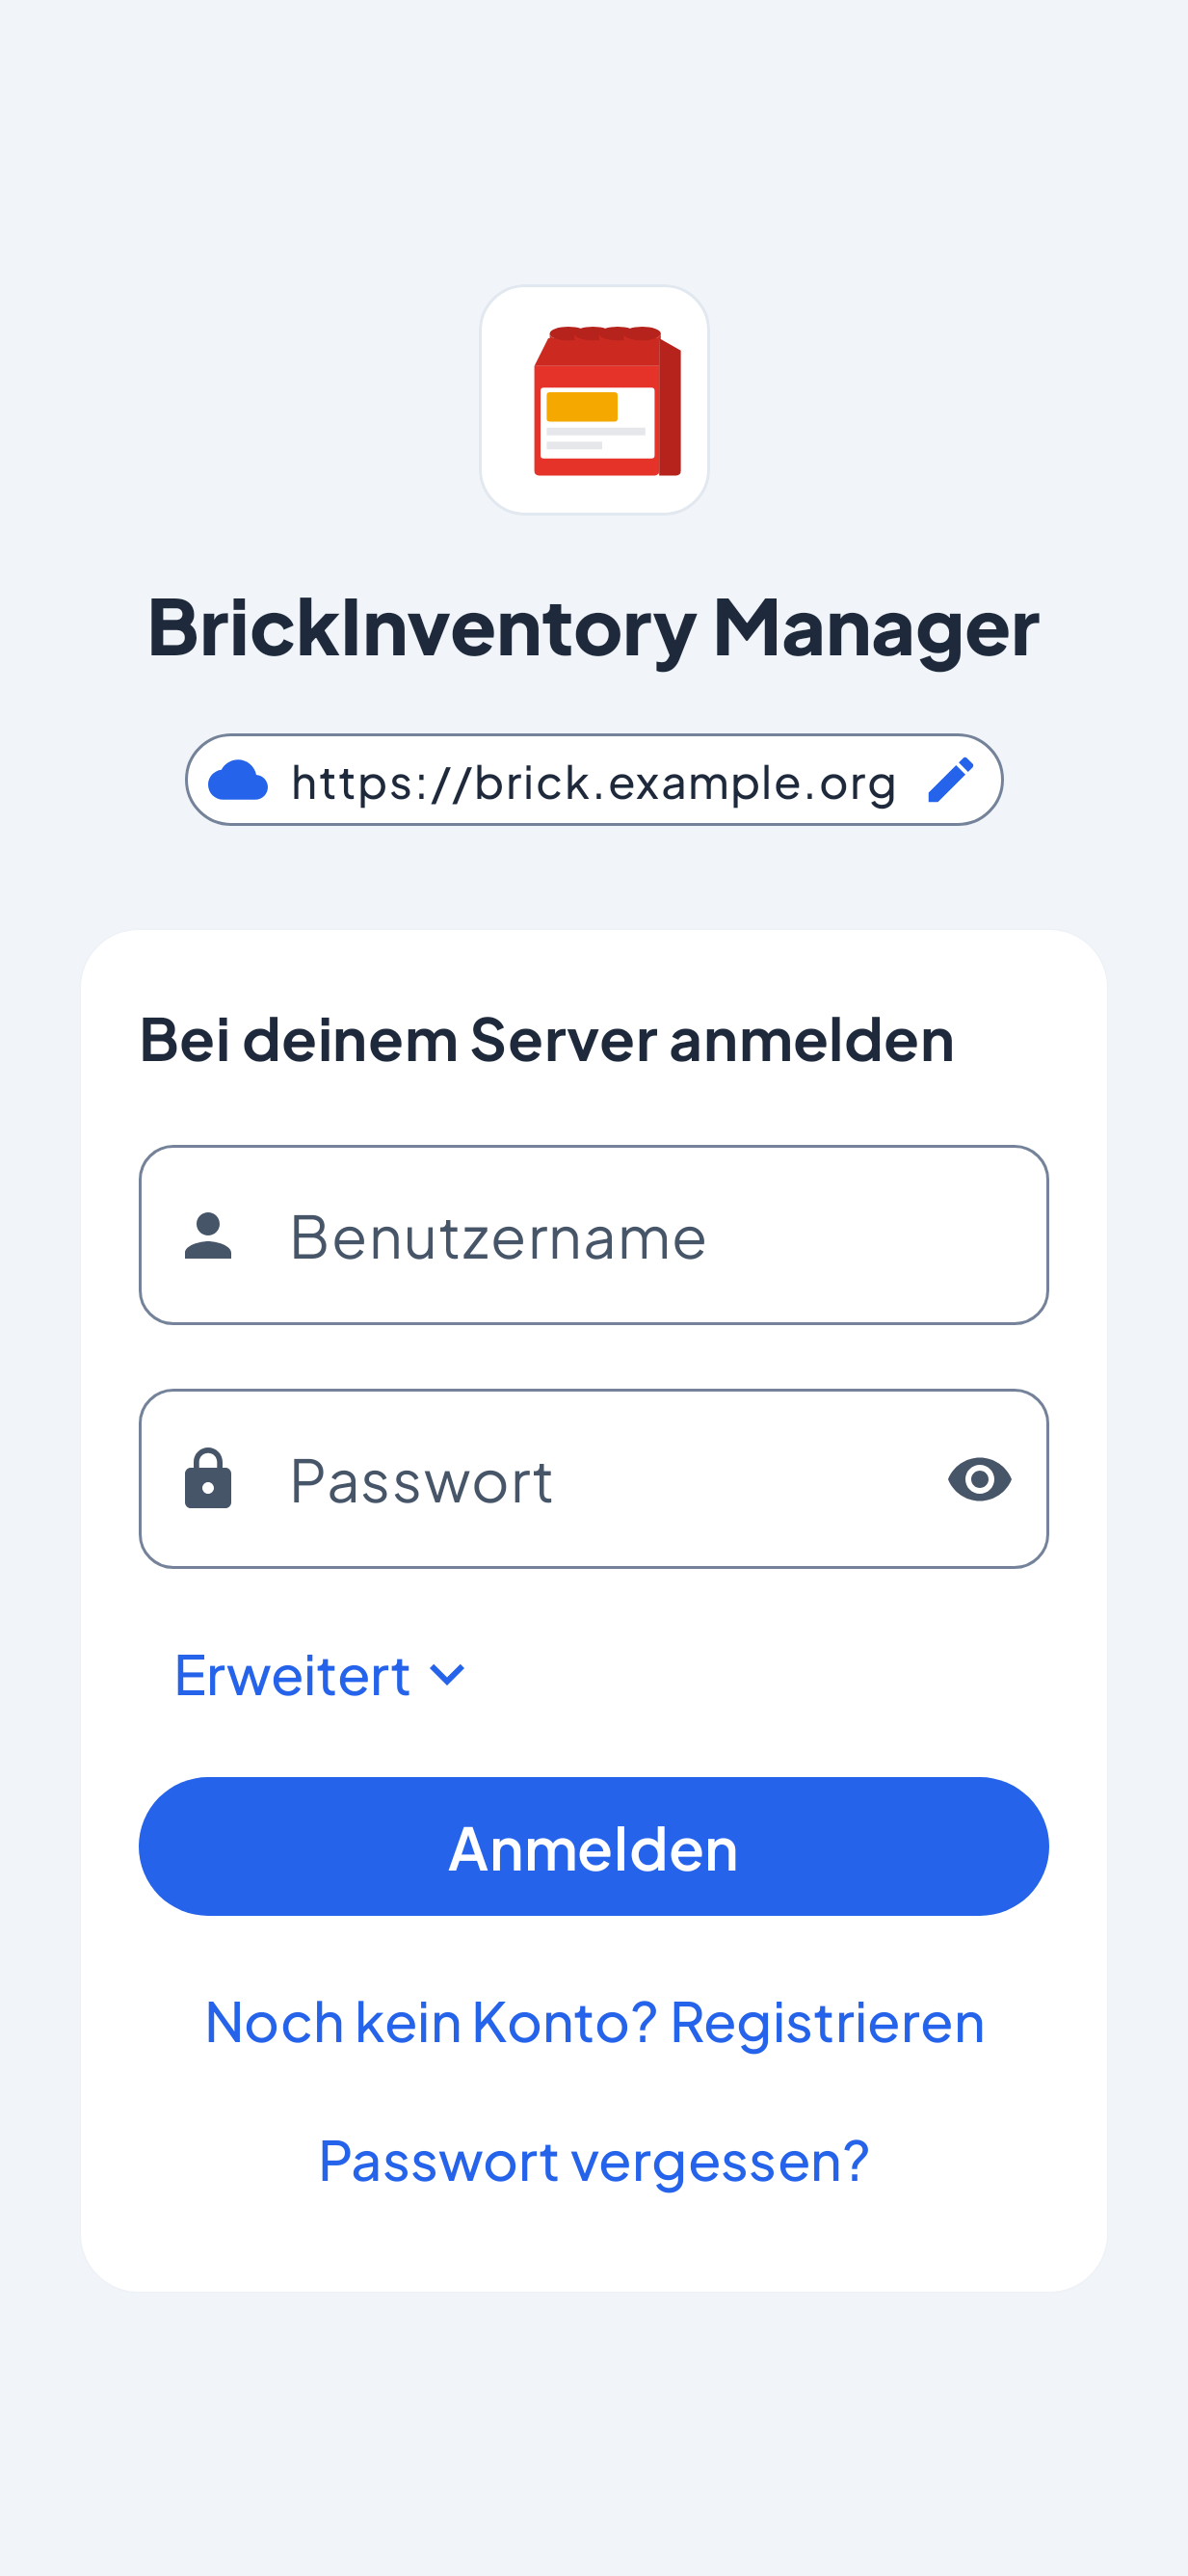 BrickInventory Manager
https://brick.example.org
Bei deinem Server anmelden
Benutzername
Passwort
Erweitert
Anmelden
Noch kein Konto? Registrieren
Passwort vergessen?